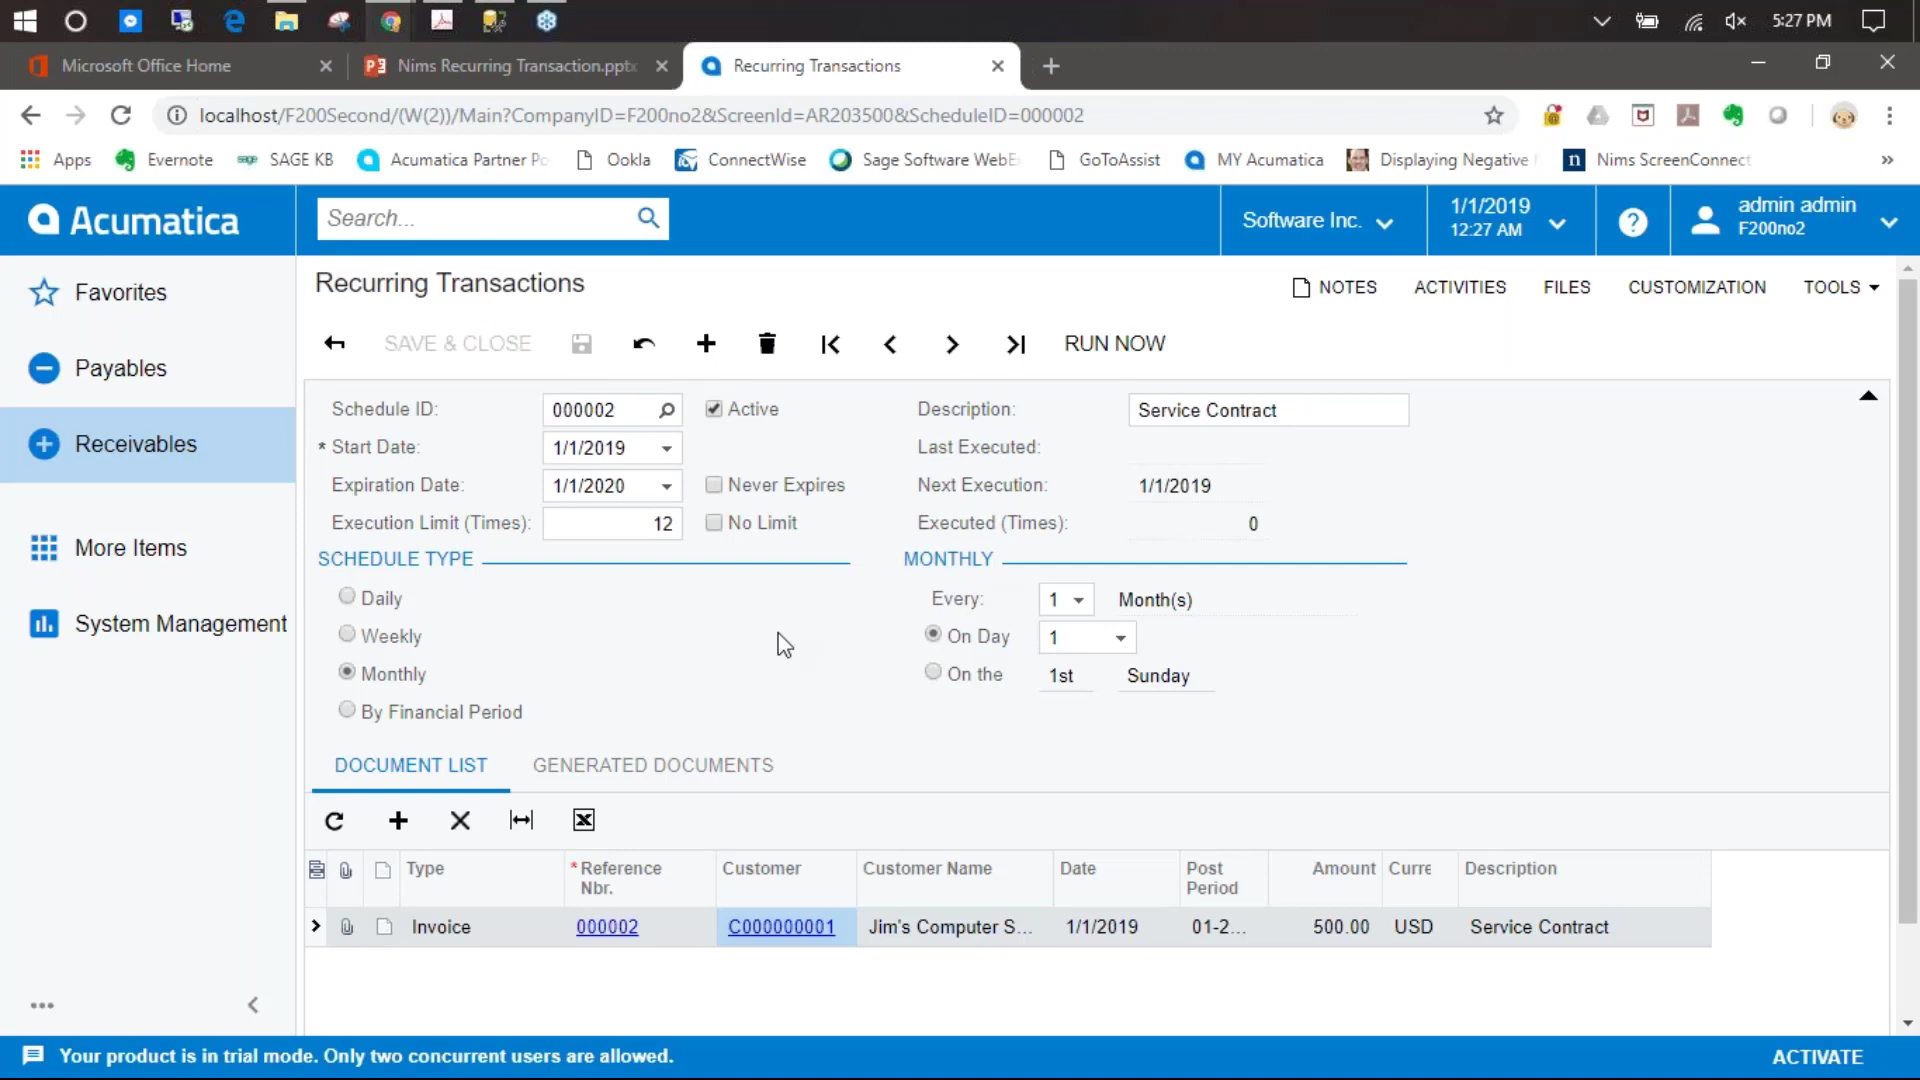 5:27 PM
Microsoft Office Home
Nims Recurring Transaction.pptx
Recurring Transactions
localhost/F200Second/(W(2))/Main?CompanyID=F200no2&ScreenId=AR203500&ScheduleID=000002
Apps
Evernote
SAGE KB
Acumatica Partner Po
Ookla
ConnectWise
Sage Software WebE
GoToAssist
MY Acumatica
Displaying Negative
Nims ScreenConnect
Acumatica
Search...
Software Inc.
1/1/2019
12:27 AM
admin admin
F200no2
Favorites
Payables
Receivables
More Items
System Management
Recurring Transactions
NOTES
ACTIVITIES
FILES
CUSTOMIZATION
TOOLS
SAVE & CLOSE
RUN NOW
Schedule ID: 000002 Active
Description: Service Contract
* Start Date: 1/1/2019
Last Executed:
Expiration Date: 1/1/2020 Never Expires
Next Execution: 1/1/2019
Execution Limit (Times): 12 No Limit
Executed (Times): 0
SCHEDULE TYPE
MONTHLY
Daily
Every: 1 Month(s)
Weekly
On Day 1
Monthly
On the 1st Sunday
By Financial Period
DOCUMENT LIST
GENERATED DOCUMENTS
Type
* Reference
Nbr.
Customer
Customer Name
Date
Post
Period
Amount
Curre
Description
Invoice 000002 C000000001 Jim's Computer S... 1/1/2019 01-2... 500.00 USD Service Contract
Your product is in trial mode. Only two concurrent users are allowed.
ACTIVATE